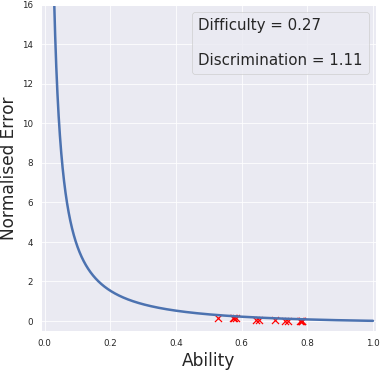 16
14
12
10
8
6
4
2
0
Normalised Error
Difficulty = 0.27
Discrimination = 1.11
0.0 0.2 0.4 0.6 0.8 1.0
Ability